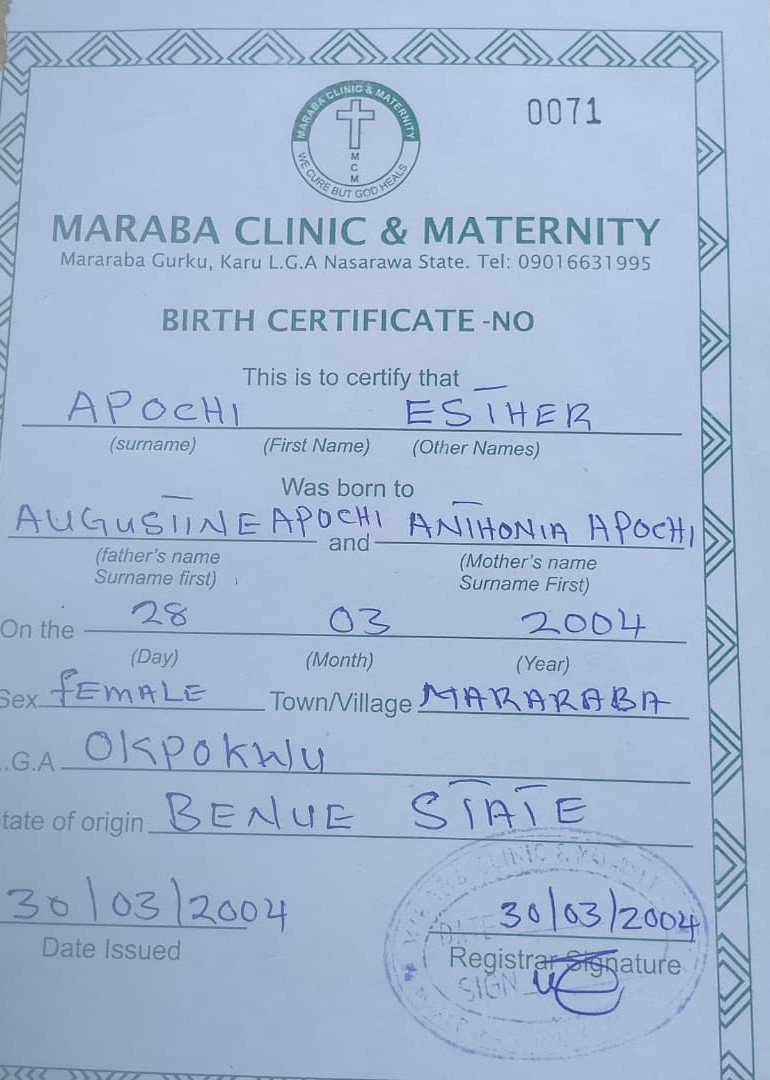 MARABA CLINIC & MATERNITY
0071
M
C
M
WE CURE BUT GOD HEALS
MARABA CLINIC & MATERNITY
Mararaba Gurku, Karu L.G.A Nasarawa State. Tel: 09016631995
BIRTH CERTIFICATE -NO
This is to certify that
APOCHI ESTHER
(surname) (First Name) (Other Names)
Was born to
AUGUSTINE APOCHI and ANTHONIA APOCHI
(father's name (Mother's name
Surname first) Surname First)
On the 28 03 2004
(Day) (Month) (Year)
Sex FEMALE Town/Village MARARABA
.G.A OKPOKWU
tate of origin BENUE STATE
30/03/2004 30/03/2004
Date Issued Registrar Signature
DATE
SIGN